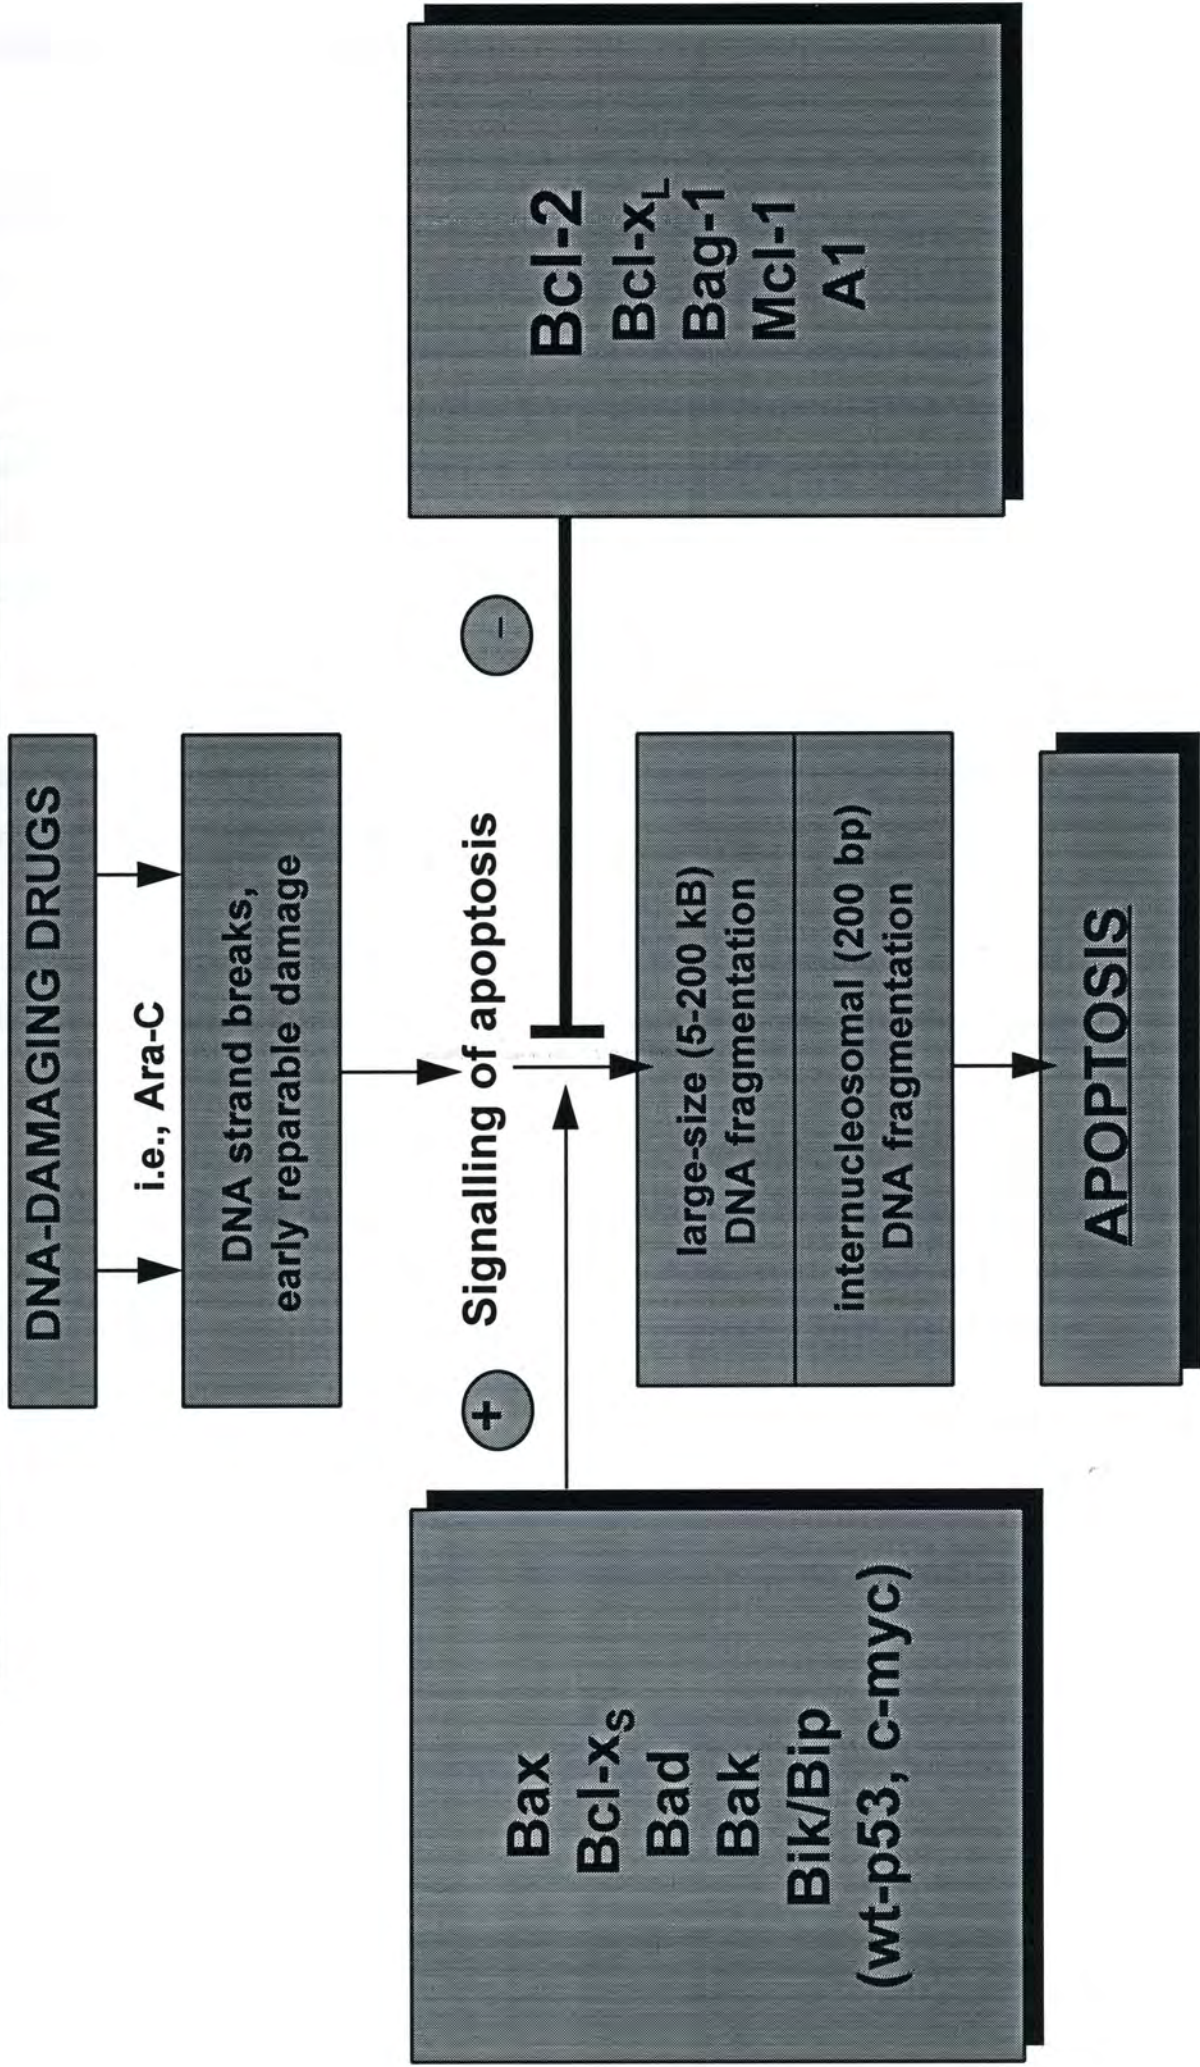 DNA-DAMAGING DRUGS
i.e., Ara-C
DNA strand breaks,
early reparable damage
+
Signalling of apoptosis
–
Bax
Bcl-xS
Bad
Bak
Bik/Bip
(wt-p53, c-myc)
Bcl-2
Bcl-xL
Bag-1
Mcl-1
A1
large-size (5-200 kB)
DNA fragmentation
internucleosomal (200 bp)
DNA fragmentation
APOPTOSIS